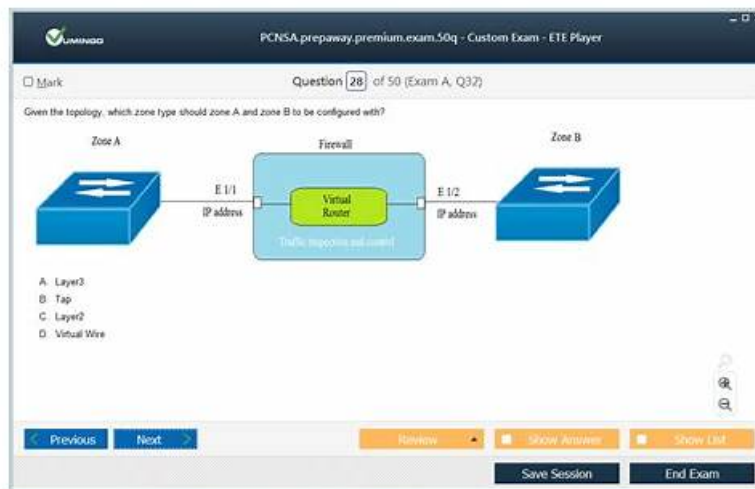 VUMINGO
PCNSA.prepaway.premium.exam.50q - Custom Exam - ETE Player
Mark
Question 28 of 50 (Exam A, Q32)
Given the topology, which zone type should zone A and zone B to be configured with?
Zone A
Firewall
Zone B
E 1/1
IP address
Virtual
Router
E 1/2
IP address
Traffic inspection and control
A. Layer3
B. Tap
C. Layer2
D. Virtual Wire
Previous
Next
Review
Show Answer
Show List
Save Session
End Exam